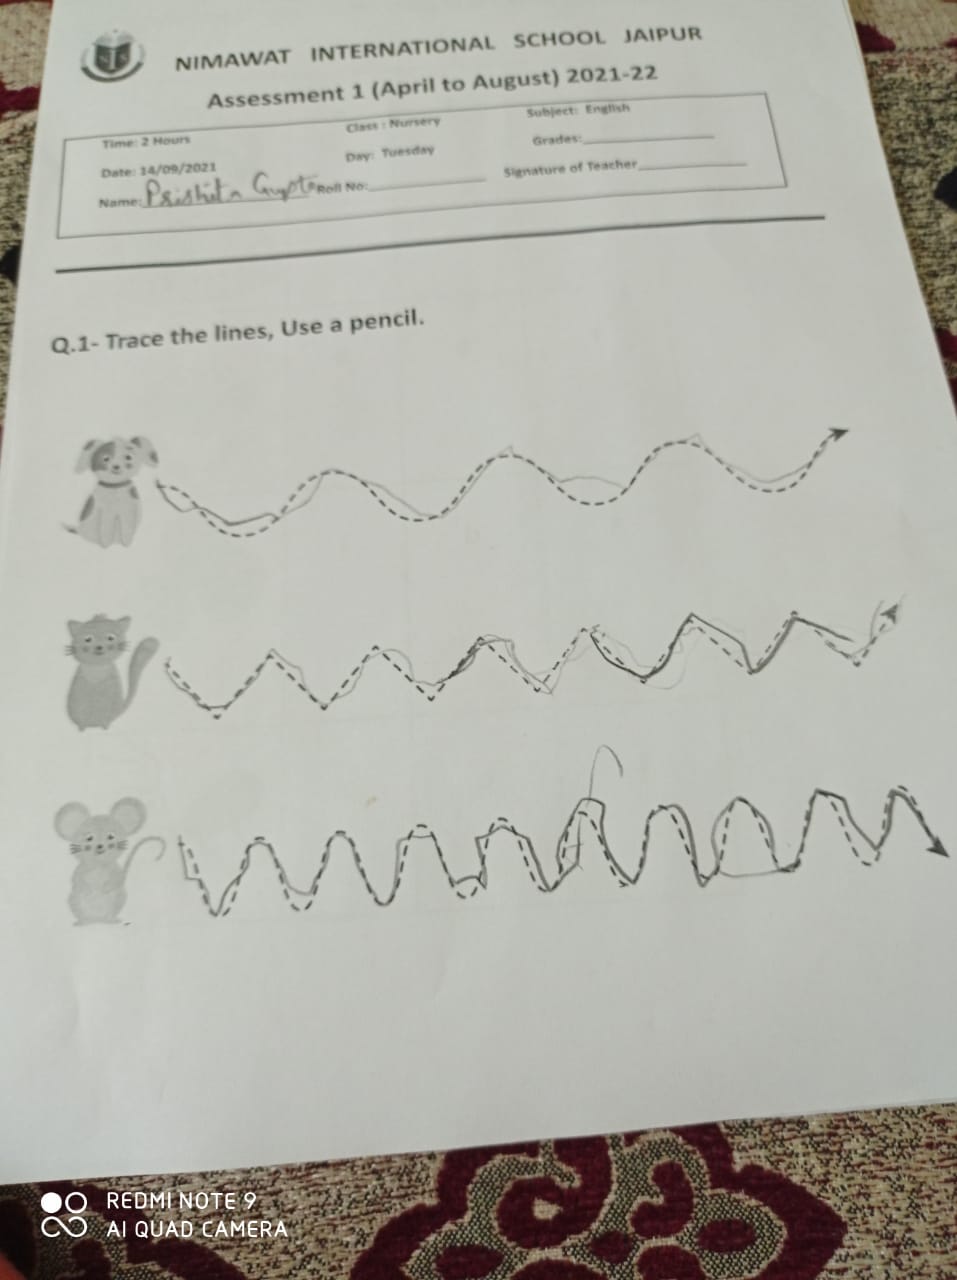 NIMAWAT INTERNATIONAL SCHOOL JAIPUR
Assessment 1 (April to August) 2021-22
Time: 2 Hours Class : Nursery Subject: English
Date: 14/09/2021 Day: Tuesday Grades:
Name: Prishita Gupta Roll No: Signature of Teacher
Q.1- Trace the lines, Use a pencil.
REDMI NOTE 9
AI QUAD CAMERA